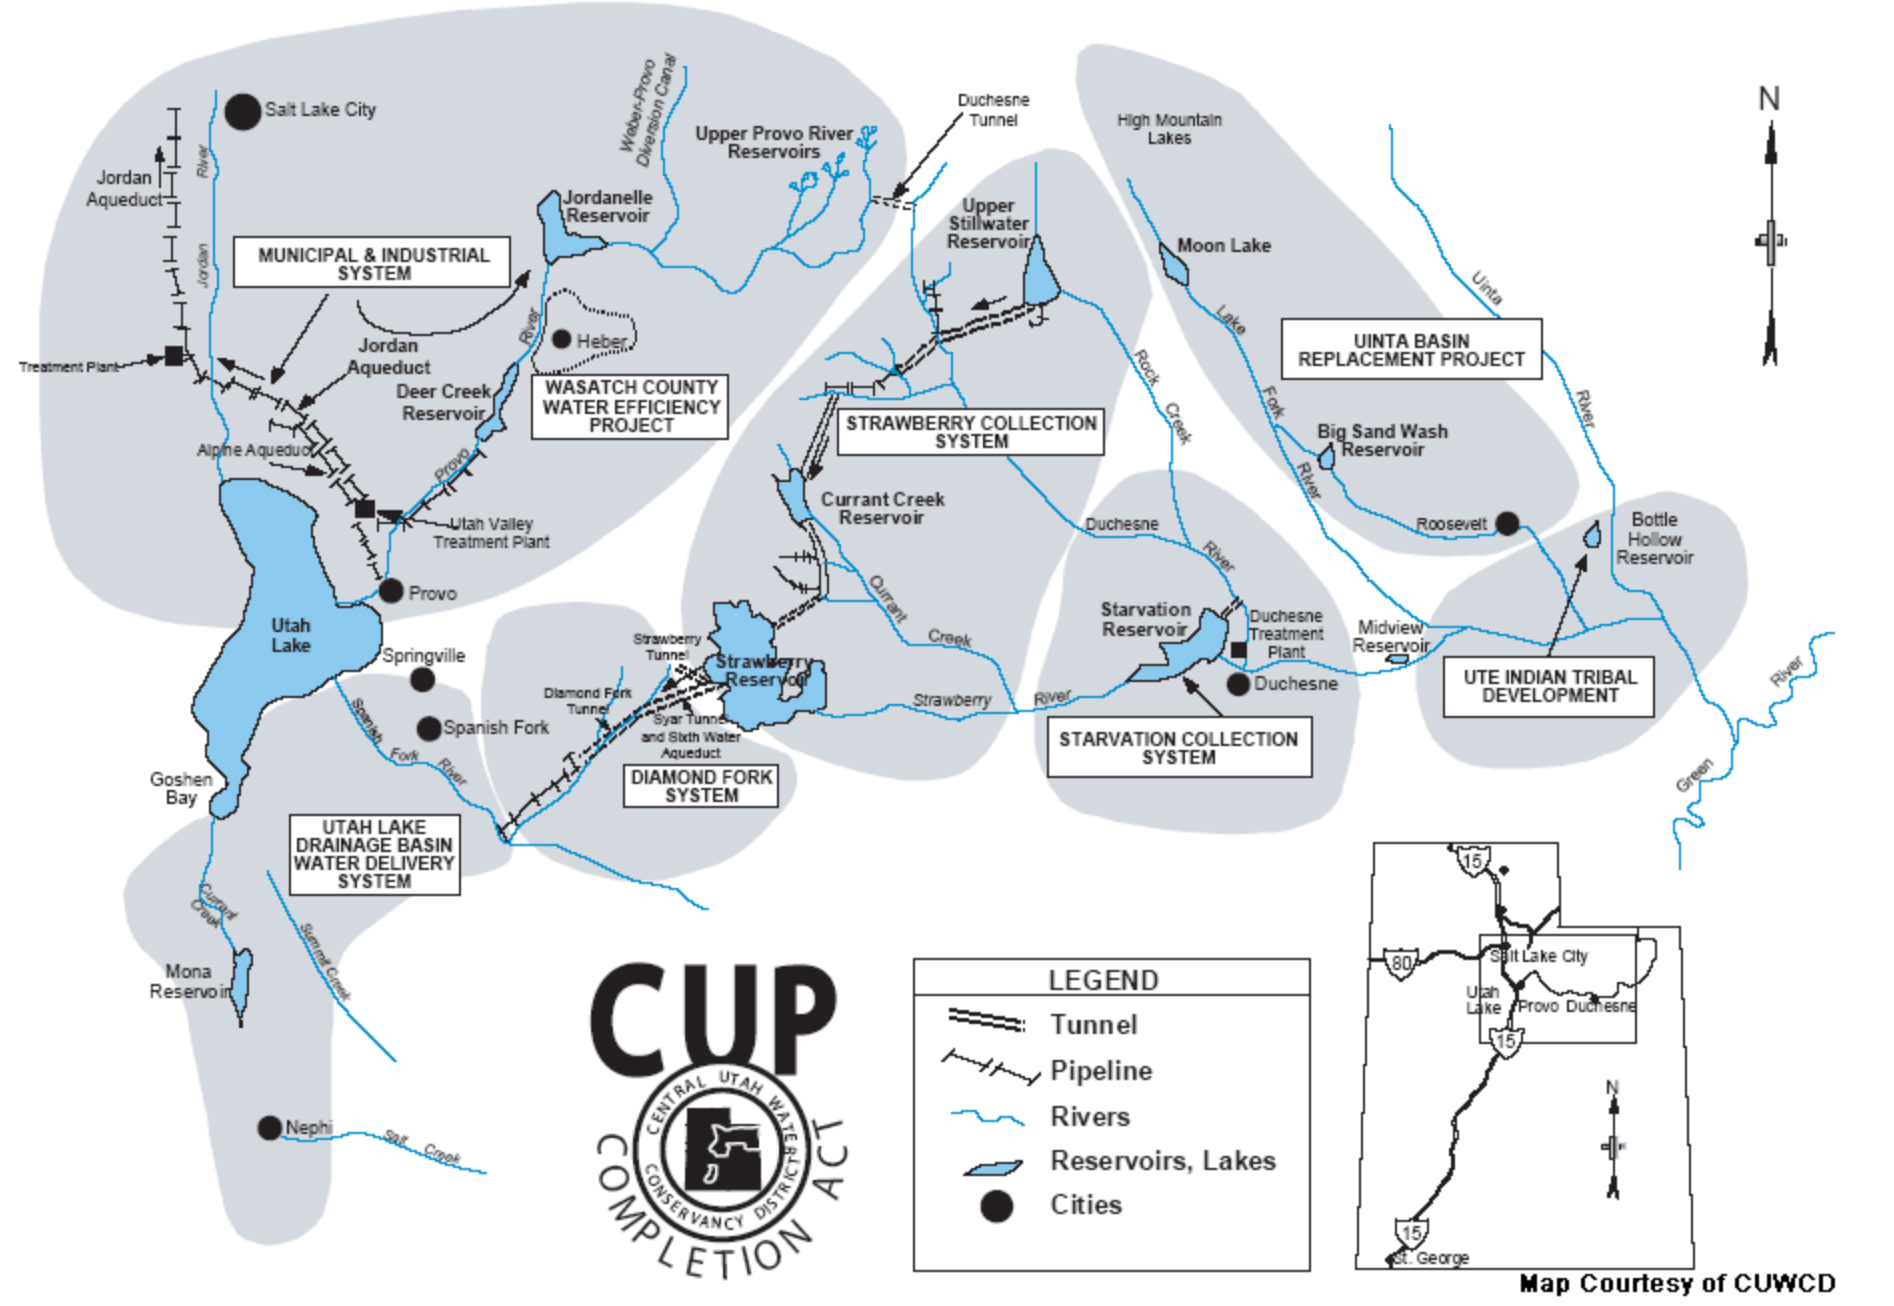 Salt Lake City
River
Jordan
Jordan
Aqueduct
MUNICIPAL & INDUSTRIAL
SYSTEM
Treatment Plant
Jordan
Aqueduct
Alpine Aqueduct
Weber-Provo
Diversion Canal
Upper Provo River
Reservoirs
Jordanelle
Reservoir
River
Heber
Deer Creek
Reservoir
WASATCH COUNTY
WATER EFFICIENCY
PROJECT
Provo
Utah Valley
Treatment Plant
Provo
Utah
Lake
Springville
Spanish Fork
Spanish
Fork
River
Goshen
Bay
UTAH LAKE
DRAINAGE BASIN
WATER DELIVERY
SYSTEM
Currant
Creek
Summit Creek
Mona
Reservoir
Nephi
Salt Creek
Duchesne
Tunnel
Upper
Stillwater
Reservoir
STRAWBERRY COLLECTION
SYSTEM
Currant Creek
Reservoir
Currant
Creek
Strawberry
Tunnel
Strawberry
Reservoir
Diamond Fork
Tunnel
Syar Tunnel
and Sixth Water
Aqueduct
DIAMOND FORK
SYSTEM
Strawberry
River
Rock
Creek
Duchesne
River
Starvation
Reservoir
Duchesne
Treatment
Plant
Duchesne
STARVATION COLLECTION
SYSTEM
High Mountain
Lakes
Moon Lake
Lake
Fork
River
UINTA BASIN
REPLACEMENT PROJECT
Uinta
River
Big Sand Wash
Reservoir
Roosevelt
Bottle
Hollow
Reservoir
Midview
Reservoir
UTE INDIAN TRIBAL
DEVELOPMENT
Green
River
N
CUP
CENTRAL UTAH WATER
CONSERVANCY DISTRICT
COMPLETION ACT
LEGEND
Tunnel
Pipeline
Rivers
Reservoirs, Lakes
Cities
15
80
Salt Lake City
Utah
Lake
Provo
Duchesne
15
N
15
St. George
Map Courtesy of CUWCD